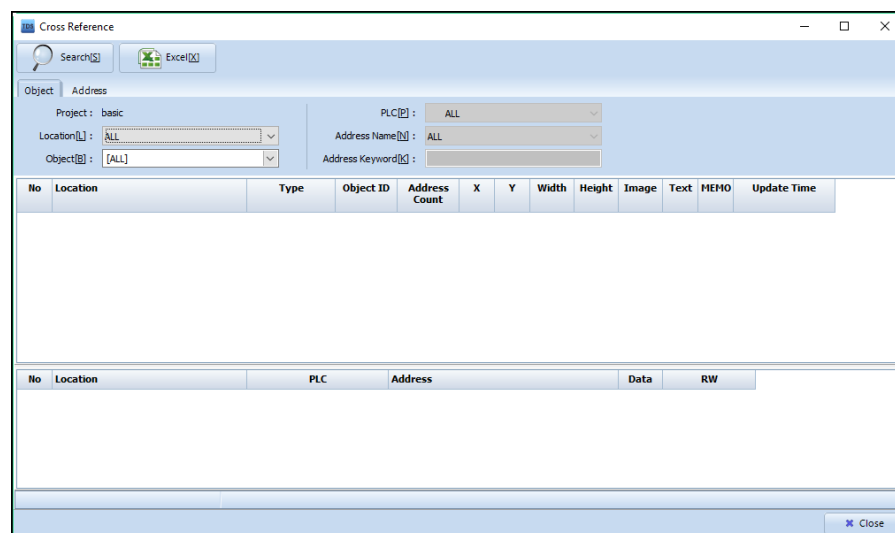 TDS Cross Reference
Search[S] Excel[X]
Object Address
Project : basic PLC[P] : ALL
Location[L] : ALL Address Name[N] : ALL
Object[B] : [ALL] Address Keyword[K] :
No Location Type Object ID Address Count X Y Width Height Image Text MEMO Update Time
No Location PLC Address Data RW
Close